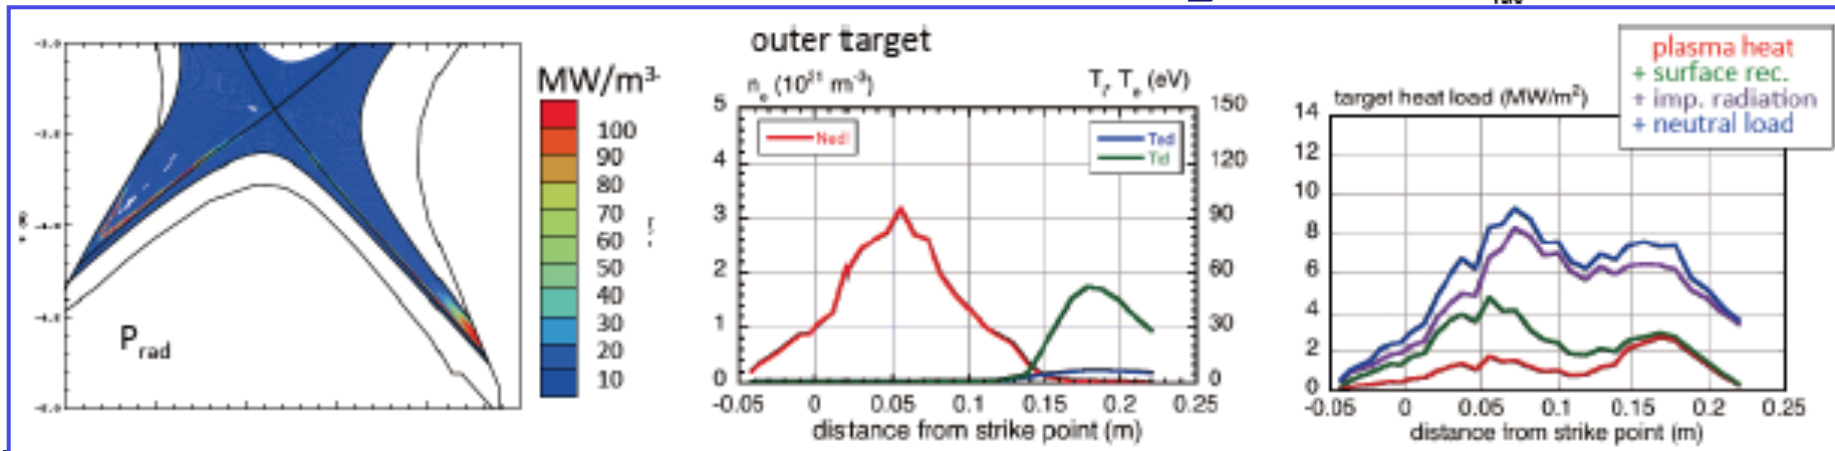 outer target
MW/m³
100
90
80
70
60
50
40
30
20
10
P_rad
n_e (10²¹ m⁻³)
T_i, T_e (eV)
Nedi
Ted
Tid
5
4
3
2
1
0
150
120
90
60
30
0
-0.05 0 0.05 0.1 0.15 0.2 0.25
distance from strike point (m)
plasma heat
+ surface rec.
+ imp. radiation
+ neutral load
target heat load (MW/m²)
14
12
10
8
6
4
2
0
-0.05 0 0.05 0.1 0.15 0.2 0.25
distance from strike point (m)